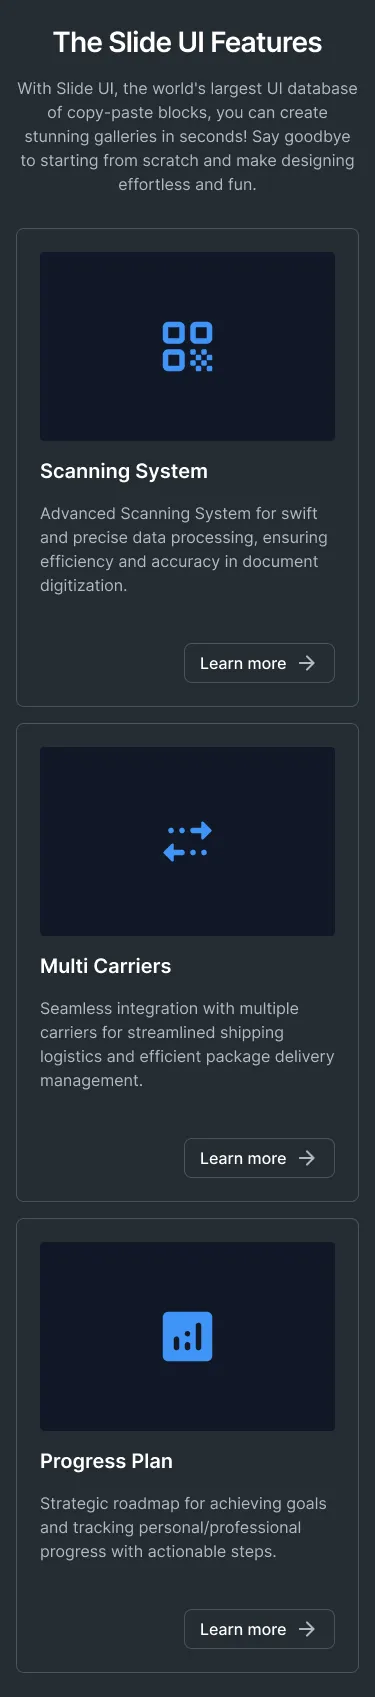 The Slide UI Features
With Slide UI, the world's largest UI database
of copy-paste blocks, you can create
stunning galleries in seconds! Say goodbye
to starting from scratch and make designing
effortless and fun.
Scanning System
Advanced Scanning System for swift
and precise data processing, ensuring
efficiency and accuracy in document
digitization.
Learn more
Multi Carriers
Seamless integration with multiple
carriers for streamlined shipping
logistics and efficient package delivery
management.
Learn more
Progress Plan
Strategic roadmap for achieving goals
and tracking personal/professional
progress with actionable steps.
Learn more